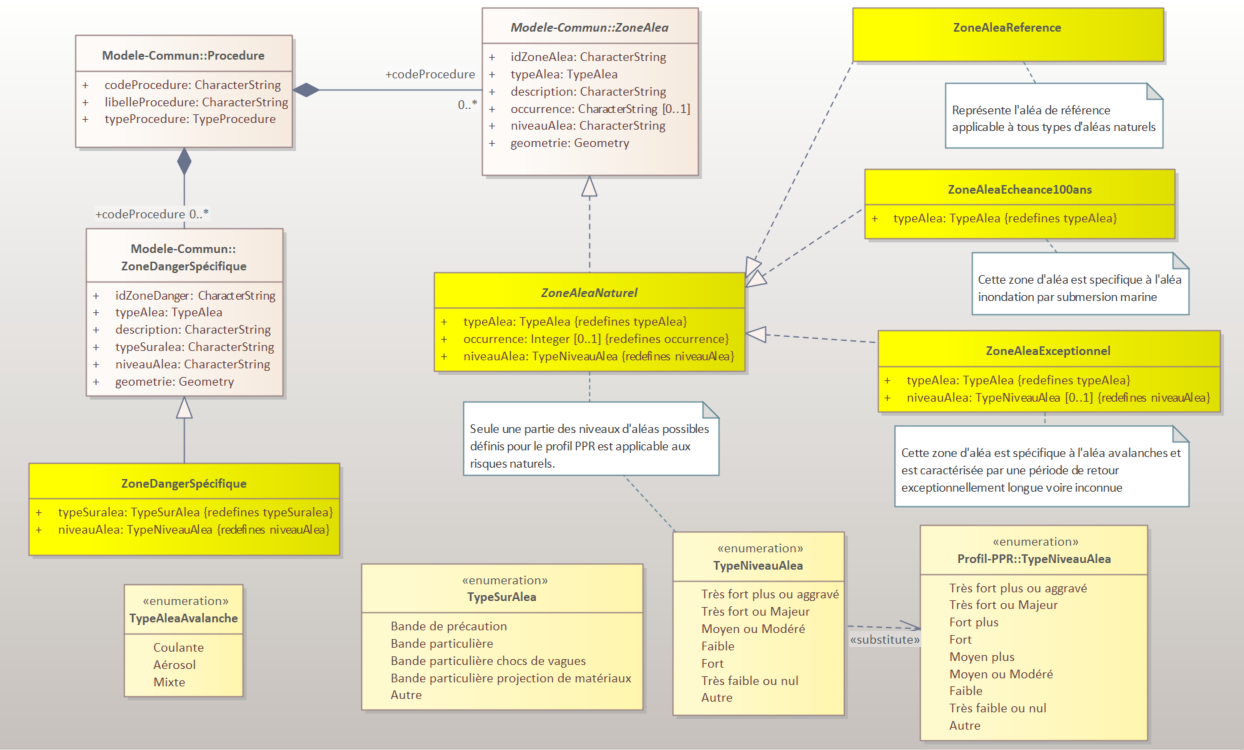 Modele-Commun::Procedure
+ codeProcedure: CharacterString
+ libelleProcedure: CharacterString
+ typeProcedure: TypeProcedure
+codeProcedure
0..*
Modele-Commun::ZoneAlea
+ idZoneAlea: CharacterString
+ typeAlea: TypeAlea
+ description: CharacterString
+ occurrence: CharacterString [0..1]
+ niveauAlea: CharacterString
+ geometrie: Geometry
ZoneAleaReference
Représente l'aléa de référence
applicable à tous types d'aléas naturels
ZoneAleaEcheance100ans
+ typeAlea: TypeAlea {redefines typeAlea}
Cette zone d'aléa est specifique à l'aléa
inondation par submersion marine
+codeProcedure 0..*
Modele-Commun::
ZoneDangerSpécifique
+ idZoneDanger: CharacterString
+ typeAlea: TypeAlea
+ description: CharacterString
+ typeSuralea: CharacterString
+ niveauAlea: CharacterString
+ geometrie: Geometry
ZoneAleaNaturel
+ typeAlea: TypeAlea {redefines typeAlea}
+ occurrence: Integer [0..1] {redefines occurrence}
+ niveauAlea: TypeNiveauAlea {redefines niveauAlea}
ZoneAleaExceptionnel
+ typeAlea: TypeAlea {redefines typeAlea}
+ niveauAlea: TypeNiveauAlea [0..1] {redefines niveauAlea}
Seule une partie des niveaux d'aléas possibles
définis pour le profil PPR est applicable aux
risques naturels.
Cette zone d'aléa est spécifique à l'aléa avalanches et
est caractérisée par une période de retour
exceptionnellement longue voire inconnue
ZoneDangerSpécifique
+ typeSuralea: TypeSurAlea {redefines typeSuralea}
+ niveauAlea: TypeNiveauAlea {redefines niveauAlea}
«enumeration»
TypeAleaAvalanche
Coulante
Aérosol
Mixte
«enumeration»
TypeSurAlea
Bande de précaution
Bande particulière
Bande particulière chocs de vagues
Bande particulière projection de matériaux
Autre
«enumeration»
TypeNiveauAlea
Très fort plus ou aggravé
Très fort ou Majeur
Moyen ou Modéré
Faible
Fort
Très faible ou nul
Autre
«substitute»
«enumeration»
Profil-PPR::TypeNiveauAlea
Très fort plus ou aggravé
Très fort ou Majeur
Fort plus
Fort
Moyen plus
Moyen ou Modéré
Faible
Très faible ou nul
Autre